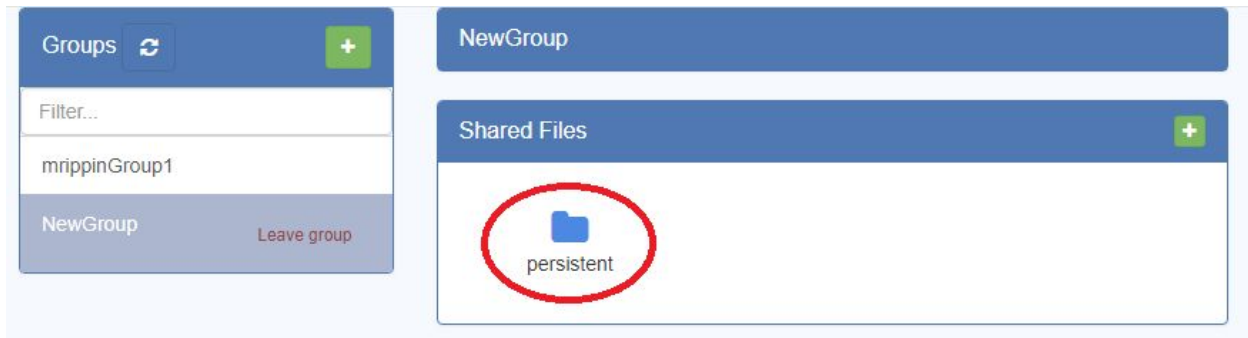 Groups
Filter...
mrippinGroup1
NewGroup
Leave group
NewGroup
Shared Files
persistent